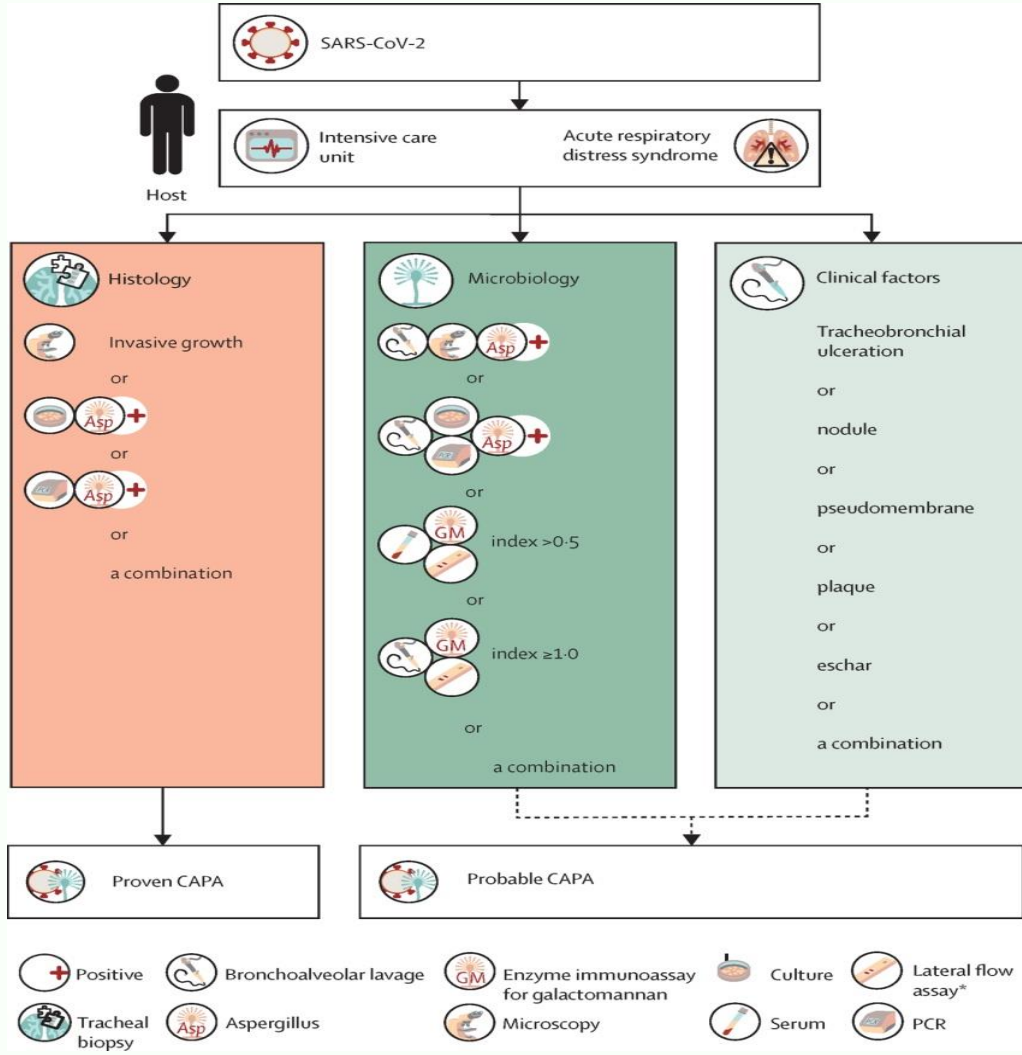 SARS-CoV-2
Intensive care
unit
Acute respiratory
distress syndrome
Host
Histology
Invasive growth
or
Asp
or
Asp
or
a combination
Microbiology
Asp
or
Asp
or
GM
index >0·5
or
GM
index ≥1·0
or
a combination
Clinical factors
Tracheobronchial
ulceration
or
nodule
or
pseudomembrane
or
plaque
or
eschar
or
a combination
Proven CAPA
Probable CAPA
Positive
Bronchoalveolar lavage
GM
Enzyme immunoassay
for galactomannan
Culture
Lateral flow
assay*
Tracheal
biopsy
Asp
Aspergillus
Microscopy
Serum
PCR